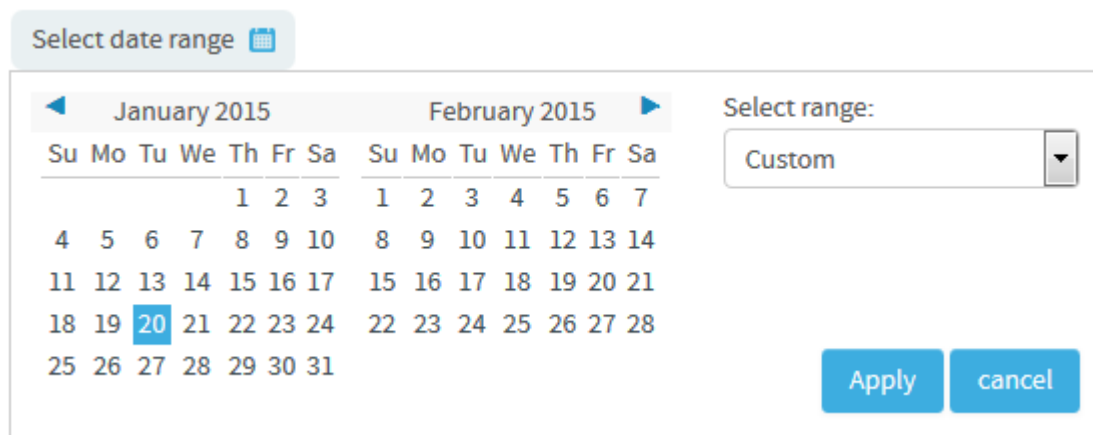 Select date range
January 2015 February 2015 Select range:
Su Mo Tu We Th Fr Sa Su Mo Tu We Th Fr Sa Custom
1 2 3 1 2 3 4 5 6 7
4 5 6 7 8 9 10 8 9 10 11 12 13 14
11 12 13 14 15 16 17 15 16 17 18 19 20 21
18 19 20 21 22 23 24 22 23 24 25 26 27 28
25 26 27 28 29 30 31
Apply cancel